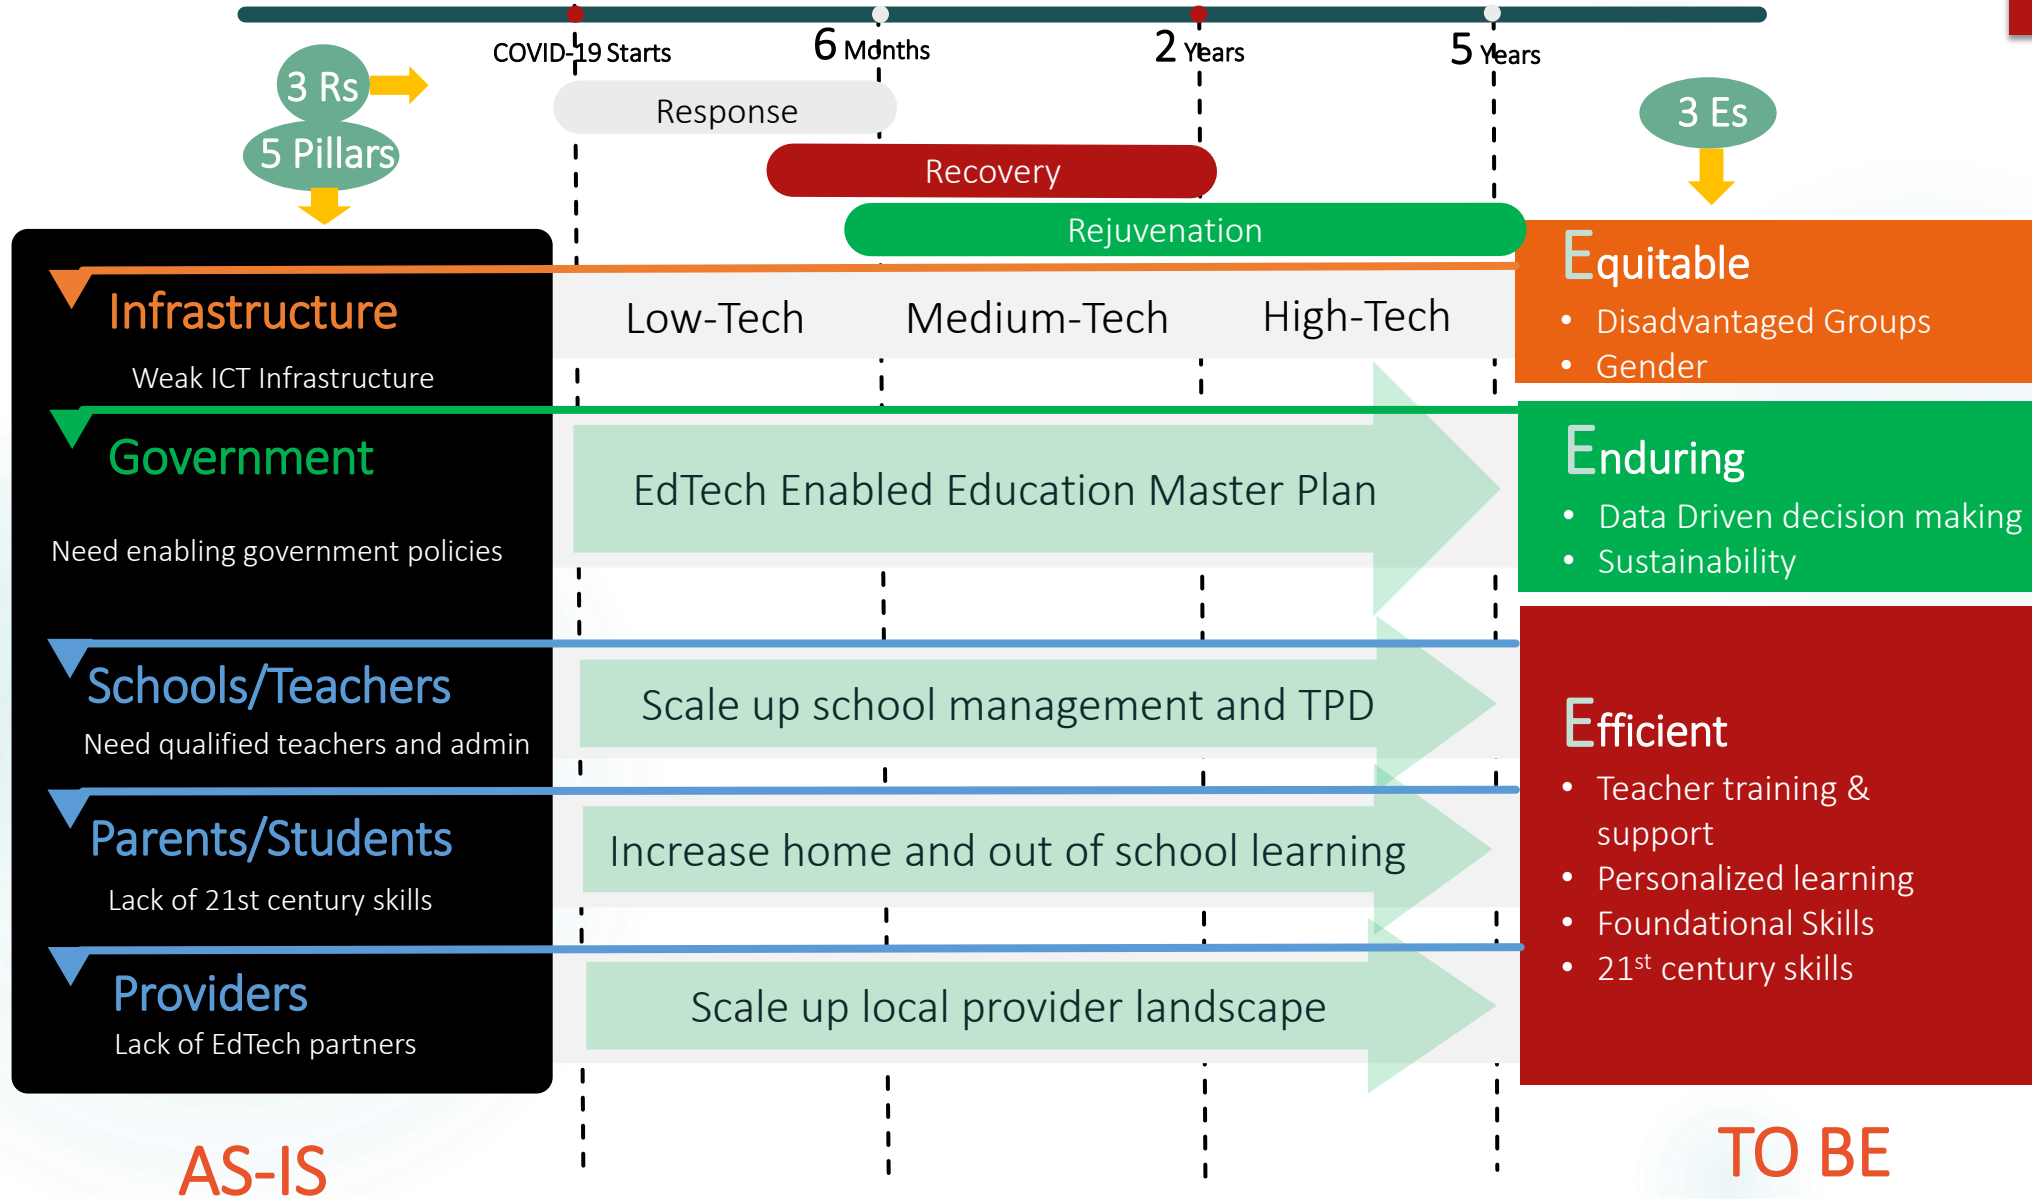 COVID-19 Starts
6 Months
2 Years
5 Years
3 Rs
5 Pillars
3 Es
Response
Recovery
Rejuvenation
Infrastructure
Weak ICT Infrastructure
Low-Tech
Medium-Tech
High-Tech
Equitable
• Disadvantaged Groups
• Gender
Government
Need enabling government policies
EdTech Enabled Education Master Plan
Enduring
• Data Driven decision making
• Sustainability
Schools/Teachers
Need qualified teachers and admin
Scale up school management and TPD
Parents/Students
Lack of 21st century skills
Increase home and out of school learning
Providers
Lack of EdTech partners
Scale up local provider landscape
Efficient
• Teacher training &
support
• Personalized learning
• Foundational Skills
• 21st century skills
AS-IS
TO BE